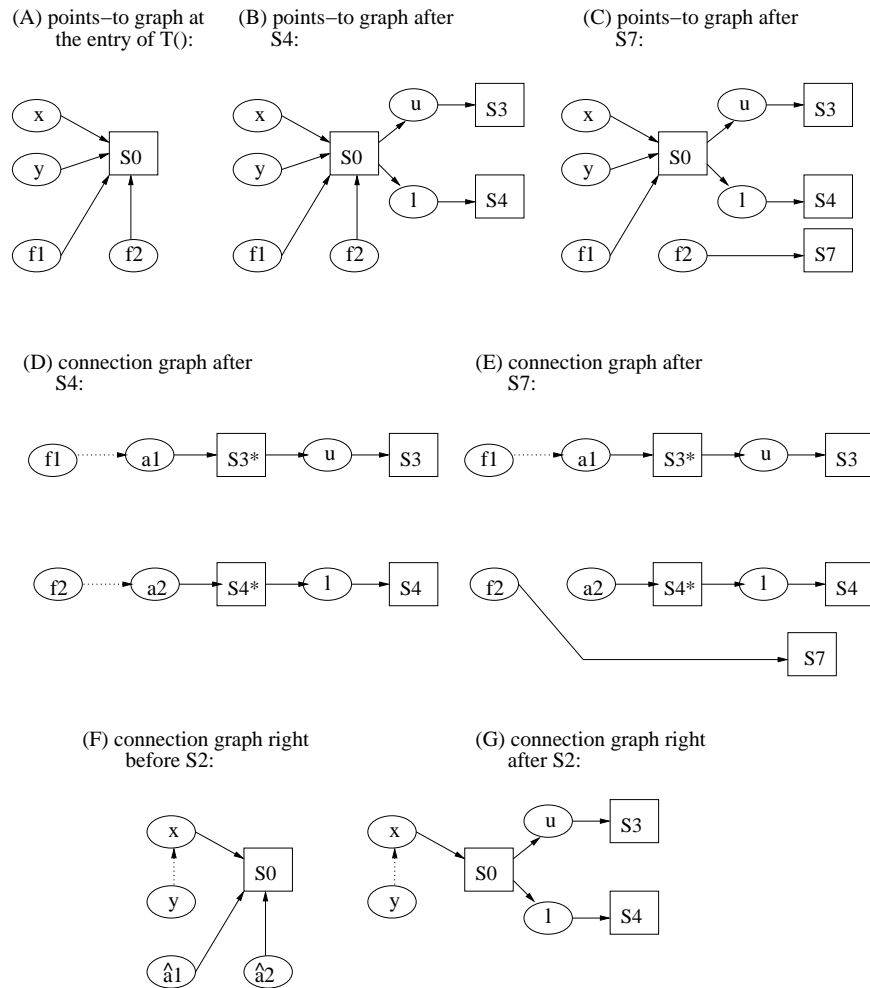 (A) points−to graph at
the entry of T():
(B) points−to graph after
S4:
(C) points−to graph after
S7:
x
y
S0
f1
f2
x
y
S0
u
S3
l
S4
f1
f2
x
y
S0
u
S3
l
S4
f1
f2
S7
(D) connection graph after
S4:
(E) connection graph after
S7:
f1
a1
S3*
u
S3
f1
a1
S3*
u
S3
f2
a2
S4*
l
S4
f2
a2
S4*
l
S4
S7
(F) connection graph right
before S2:
(G) connection graph right
after S2:
x
S0
y
â1
â2
x
S0
y
u
S3
l
S4